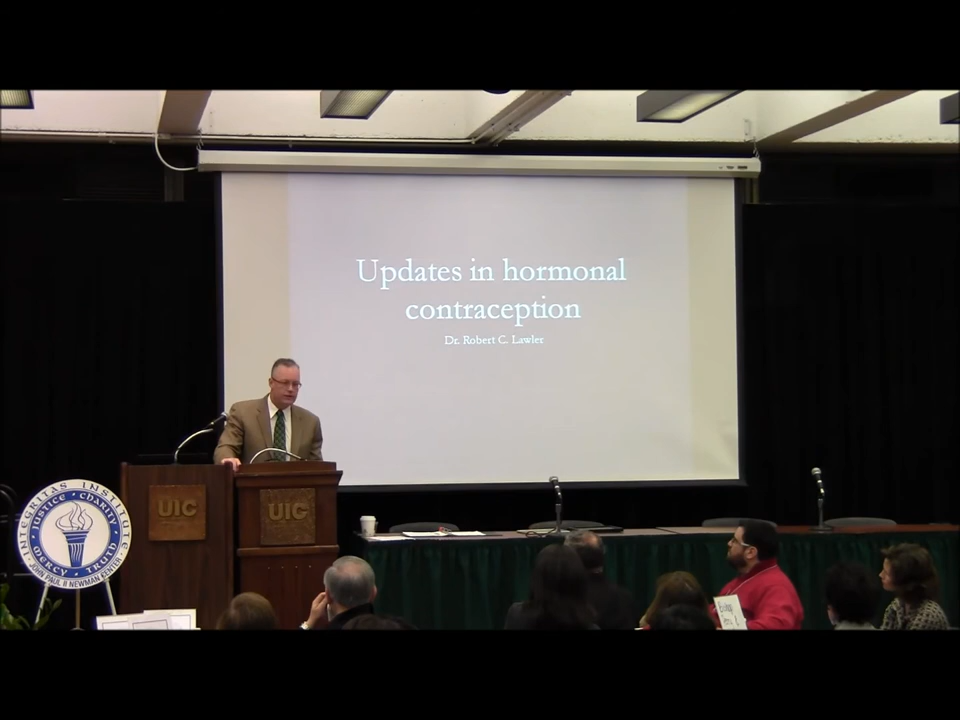 Updates in hormonal
contraception
Dr. Robert C. Lawler
UIC
UIC
INTEGRITAS INSTITUTE
Justice · Charity
Mercy · Truth
JOHN PAUL II NEWMAN CENTER